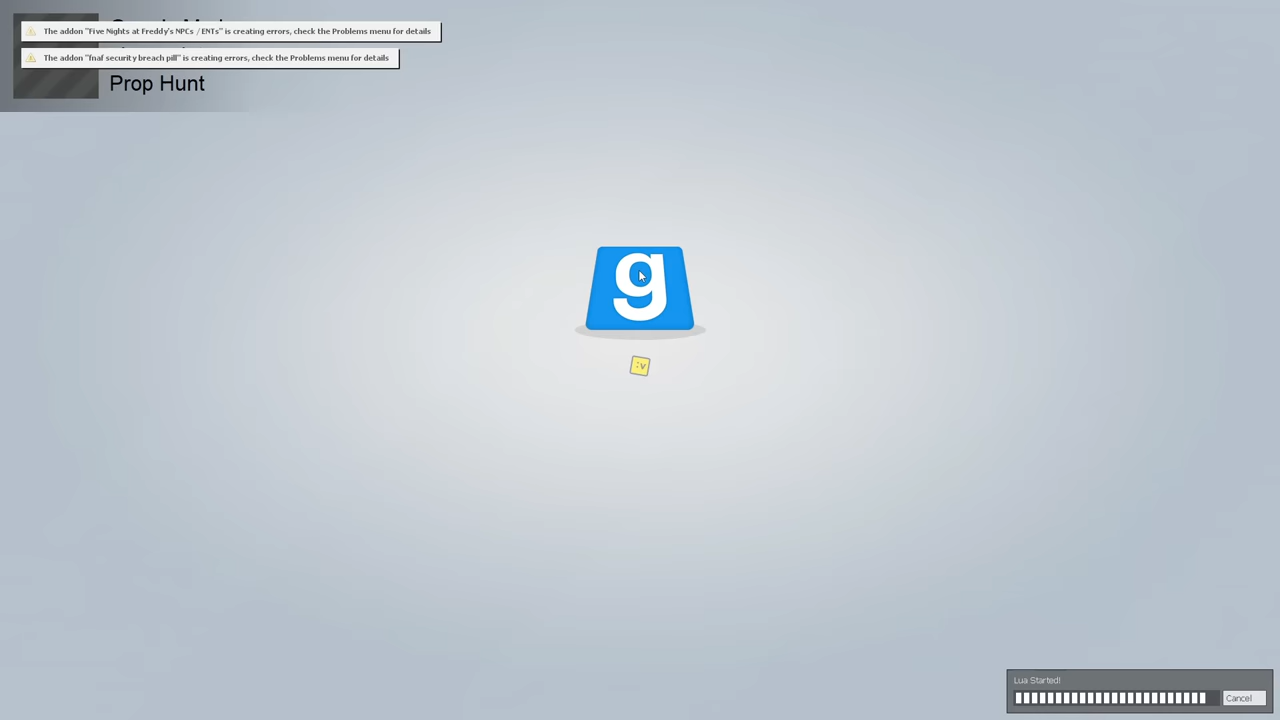 The addon "Five Nights at Freddy's NPCs / ENTs" is creating errors, check the Problems menu for details
The addon "fnaf security breach pill" is creating errors, check the Problems menu for details
Prop Hunt
g
:v
Lua Started!
Cancel